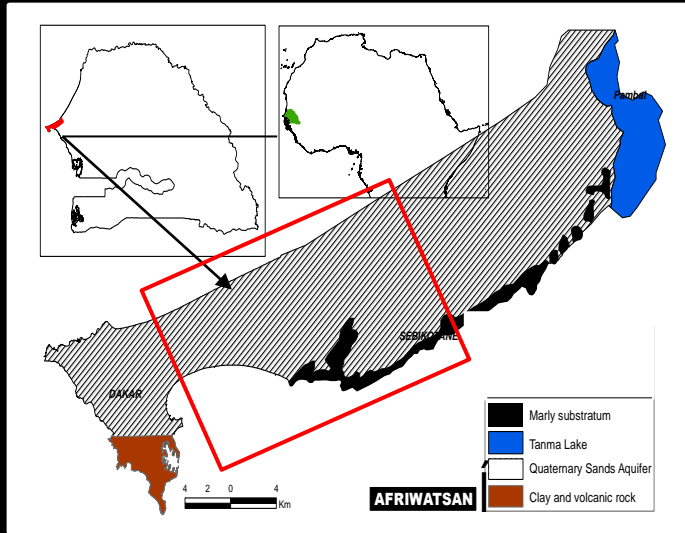 Pambal
SEBIKOTANE
DAKAR
Marly substratum
Tanma Lake
Quaternary Sands Aquifer
Clay and volcanic rock
4 2 0 4
Km
AFRIWATSAN